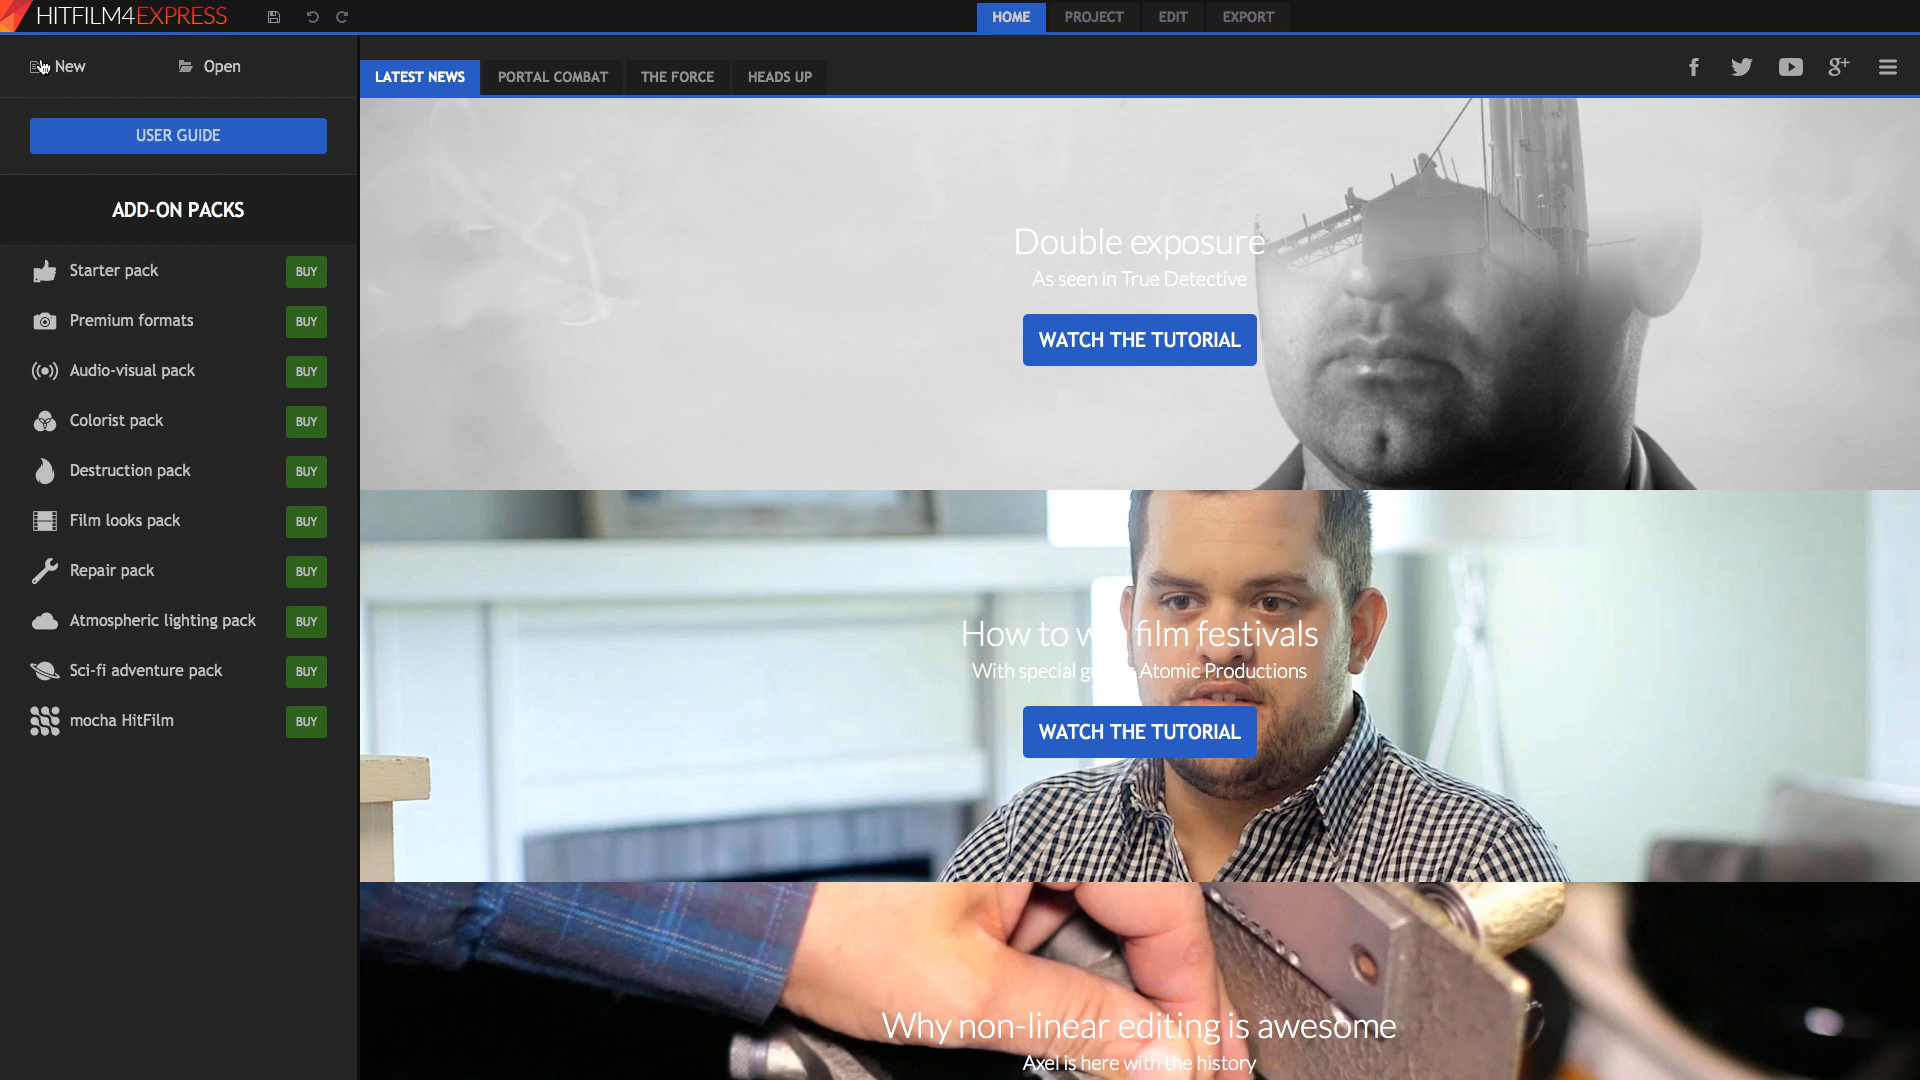 HITFILM4EXPRESS
HOME
PROJECT
EDIT
EXPORT
New
Open
LATEST NEWS
PORTAL COMBAT
THE FORCE
HEADS UP
USER GUIDE
ADD-ON PACKS
Starter pack
BUY
Premium formats
BUY
Audio-visual pack
BUY
Colorist pack
BUY
Destruction pack
BUY
Film looks pack
BUY
Repair pack
BUY
Atmospheric lighting pack
BUY
Sci-fi adventure pack
BUY
mocha HitFilm
BUY
Double exposure
As seen in True Detective
WATCH THE TUTORIAL
How to film festivals
With special Atomic Productions
WATCH THE TUTORIAL
Why non-linear editing is awesome
Axel is here with the history